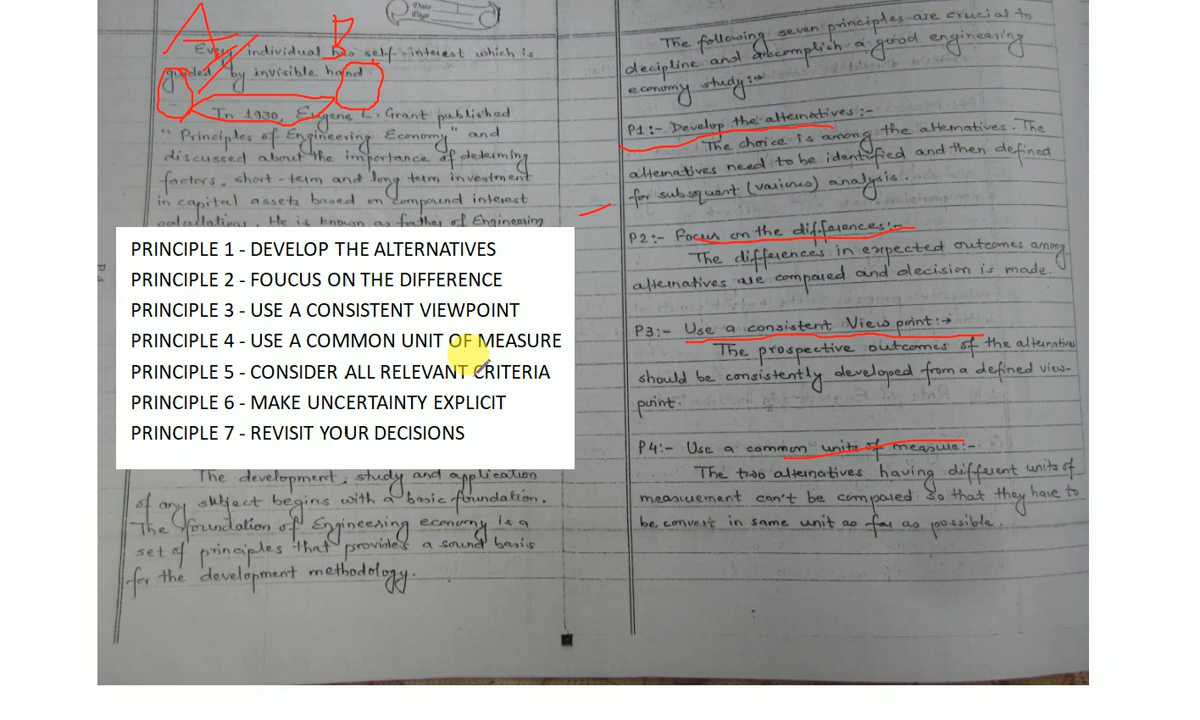 A B
Date
Page
Every individual has self-interest which is
guided by invisible hand.
In 1930, Eugene L. Grant published
"Principles of Engineering Economy" and
discussed about the importance of determing
factors, short-term and long term investment
in capital assets based on compound interest
calculations. He is known as father of Engineering
PRINCIPLE 1 - DEVELOP THE ALTERNATIVES
PRINCIPLE 2 - FOUCUS ON THE DIFFERENCE
PRINCIPLE 3 - USE A CONSISTENT VIEWPOINT
PRINCIPLE 4 - USE A COMMON UNIT OF MEASURE
PRINCIPLE 5 - CONSIDER ALL RELEVANT CRITERIA
PRINCIPLE 6 - MAKE UNCERTAINTY EXPLICIT
PRINCIPLE 7 - REVISIT YOUR DECISIONS
The development, study and application
of any subject begins with a basic foundation.
The foundation of Engineering economy is a
set of principles that provides a sound basis
for the development methodology.
The following seven principles are crucial to
decipline and accomplish a good engineering
economy study:→
P1:- Develop the alternatives:-
The choice is among the alternatives. The
alternatives need to be identified and then defined
for subsequent (various) analysis.
P2:- Focus on the differences:-
The differences in expected outcomes among
alternatives are compared and decision is made.
P3:- Use a consistent View point:→
The prospective outcomes of the alternative
should be consistently developed from a defined view-
point.
P4:- Use a common units of measure:-
The two alternatives having different units of
measurement can't be compared so that they have to
be convert in same unit as far as possible.